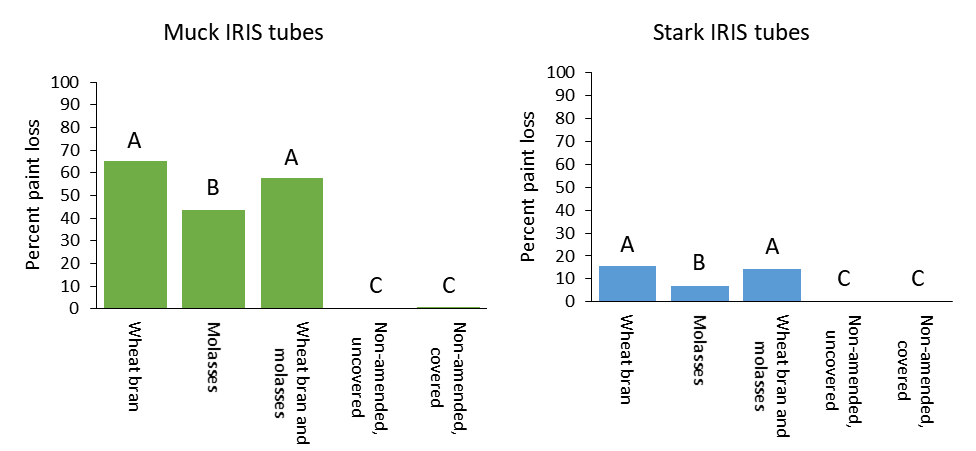 Muck IRIS tubes
Percent paint loss
100
90
80
70
60
50
40
30
20
10
0
A
B
A
C
C
Wheat bran
Molasses
Wheat bran and
molasses
Non-amended,
uncovered
Non-amended,
covered
Stark IRIS tubes
Percent paint loss
100
90
80
70
60
50
40
30
20
10
0
A
B
A
C
C
Wheat bran
Molasses
Wheat bran and
molasses
Non-amended,
uncovered
Non-amended,
covered